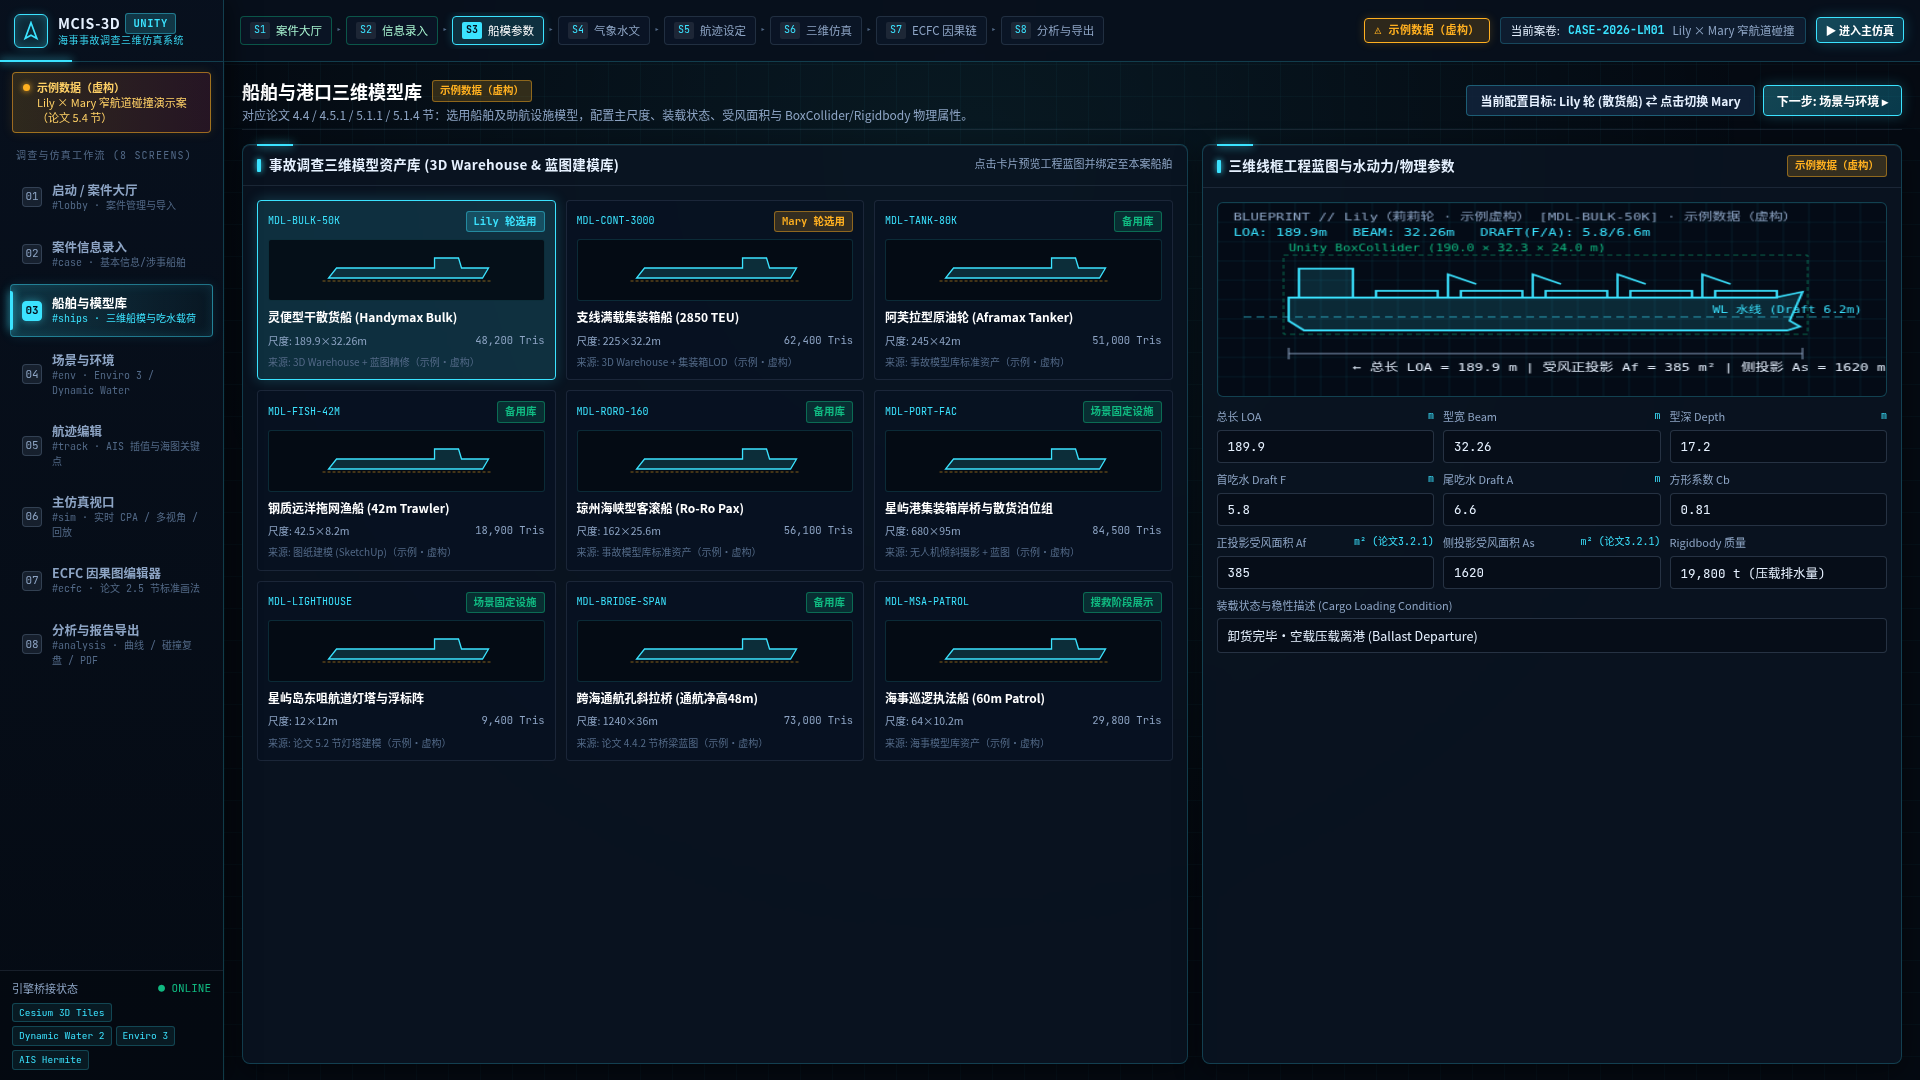 MCIS-3D UNITY
海事事故调查三维仿真系统
S1 案件大厅
S2 信息录入
S3 船模参数
S4 气象水文
S5 航迹设定
S6 三维仿真
S7 ECFC 因果链
S8 分析与导出
⚠ 示例数据（虚构）
当前案卷: CASE-2026-LM01 Lily × Mary 窄航道碰撞
▶ 进入主仿真
示例数据（虚构）
Lily × Mary 窄航道碰撞演示案
（论文 5.4 节）
调查与仿真工作流 (8 SCREENS)
01 启动 / 案件大厅
#lobby · 案件管理与导入
02 案件信息录入
#case · 基本信息/涉事船舶
03 船舶与模型库
#ships · 三维船模与吃水载荷
04 场景与环境
#env · Enviro 3 /
Dynamic Water
05 航迹编辑
#track · AIS 插值与海图关键
点
06 主仿真视口
#sim · 实时 CPA / 多视角 /
回放
07 ECFC 因果图编辑器
#ecfc · 论文 2.5 节标准画法
08 分析与报告导出
#analysis · 曲线 / 碰撞复
盘 / PDF
引擎桥接状态 ● ONLINE
Cesium 3D Tiles
Dynamic Water 2 Enviro 3
AIS Hermite
船舶与港口三维模型库 示例数据（虚构）
对应论文 4.4 / 4.5.1 / 5.1.1 / 5.1.4 节：选用船舶及助航设施模型，配置主尺度、装载状态、受风面积与 BoxCollider/Rigidbody 物理属性。
当前配置目标: Lily 轮 (散货船) ⇄ 点击切换 Mary
下一步: 场景与环境 ▸
事故调查三维模型资产库 (3D Warehouse & 蓝图建模库)
点击卡片预览工程蓝图并绑定至本案船舶
MDL-BULK-50K Lily 轮选用
灵便型干散货船 (Handymax Bulk)
尺度: 189.9×32.26m 48,200 Tris
来源: 3D Warehouse + 蓝图精修（示例・虚构）
MDL-CONT-3000 Mary 轮选用
支线满载集装箱船 (2850 TEU)
尺度: 225×32.2m 62,400 Tris
来源: 3D Warehouse + 集装箱LOD（示例・虚构）
MDL-TANK-80K 备用库
阿芙拉型原油轮 (Aframax Tanker)
尺度: 245×42m 51,000 Tris
来源: 事故模型库标准资产（示例・虚构）
MDL-FISH-42M 备用库
钢质远洋拖网渔船 (42m Trawler)
尺度: 42.5×8.2m 18,900 Tris
来源: 图纸建模 (SketchUp)（示例・虚构）
MDL-RORO-160 备用库
琼州海峡型客滚船 (Ro-Ro Pax)
尺度: 162×25.6m 56,100 Tris
来源: 事故模型库标准资产（示例・虚构）
MDL-PORT-FAC 场景固定设施
星屿港集装箱岸桥与散货泊位组
尺度: 680×95m 84,500 Tris
来源: 无人机倾斜摄影 + 蓝图（示例・虚构）
MDL-LIGHTHOUSE 场景固定设施
星屿岛东咀航道灯塔与浮标阵
尺度: 12×12m 9,400 Tris
来源: 论文 5.2 节灯塔建模（示例・虚构）
MDL-BRIDGE-SPAN 备用库
跨海通航孔斜拉桥 (通航净高48m)
尺度: 1240×36m 73,000 Tris
来源: 论文 4.4.2 节桥梁蓝图（示例・虚构）
MDL-MSA-PATROL 搜救阶段展示
海事巡逻执法船 (60m Patrol)
尺度: 64×10.2m 29,800 Tris
来源: 海事模型库资产（示例・虚构）
三维线框工程蓝图与水动力/物理参数 示例数据（虚构）
BLUEPRINT // Lily（莉莉轮 · 示例虚构） [MDL-BULK-50K] · 示例数据（虚构）
LOA: 189.9m BEAM: 32.26m DRAFT(F/A): 5.8/6.6m
Unity BoxCollider (190.0 × 32.3 × 24.0 m)
WL 水线 (Draft 6.2m)
← 总长 LOA = 189.9 m | 受风正投影 Af = 385 m² | 侧投影 As = 1620 m
总长 LOA m
189.9
型宽 Beam m
32.26
型深 Depth m
17.2
首吃水 Draft F m
5.8
尾吃水 Draft A m
6.6
方形系数 Cb
0.81
正投影受风面积 Af m² (论文3.2.1)
385
侧投影受风面积 As m² (论文3.2.1)
1620
Rigidbody 质量
19,800 t (压载排水量)
装载状态与稳性描述 (Cargo Loading Condition)
卸货完毕・空载压载离港 (Ballast Departure)